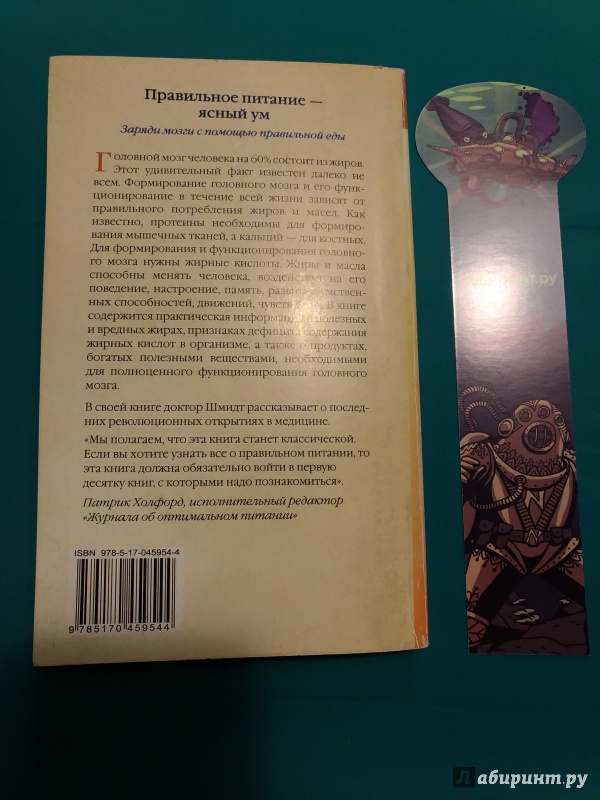 Правильное питание —
ясный ум
Заряди мозги с помощью правильной еды
Головной мозг человека на 60% состоит из жиров.
Этот удивительный факт известен далеко не
всем. Формирование головного мозга и его функ-
ционирование в течение всей жизни зависят от
правильного потребления жиров и масел. Как
известно, протеины необходимы для формиро-
вания мышечных тканей, а кальций — для костных.
Для формирования и функционирования головно-
го мозга нужны жирные кислоты. Жиры и масла
способны менять человека, воздействуя на его
поведение, настроение, память, развитие умствен-
ных способностей, движений, чувств В книге
содержится практическая информация полезных
и вредных жирах, признаках дефицита содержания
жирных кислот в организме, а также о продуктах,
богатых полезными веществами, необходимыми
для полноценного функционирования головного
мозга.
В своей книге доктор Шмидт рассказывает о послед-
них революционных открытиях в медицине.
«Мы полагаем, что эта книга станет классической.
Если вы хотите узнать все о правильном питании, то
эта книга должна обязательно войти в первую
десятку книг, с которыми надо познакомиться».
Патрик Холфорд, исполнительный редактор
«Журнала об оптимальном питании»
ISBN 978-5-17-045954-4
9 785170 459544
Лабиринт.ру